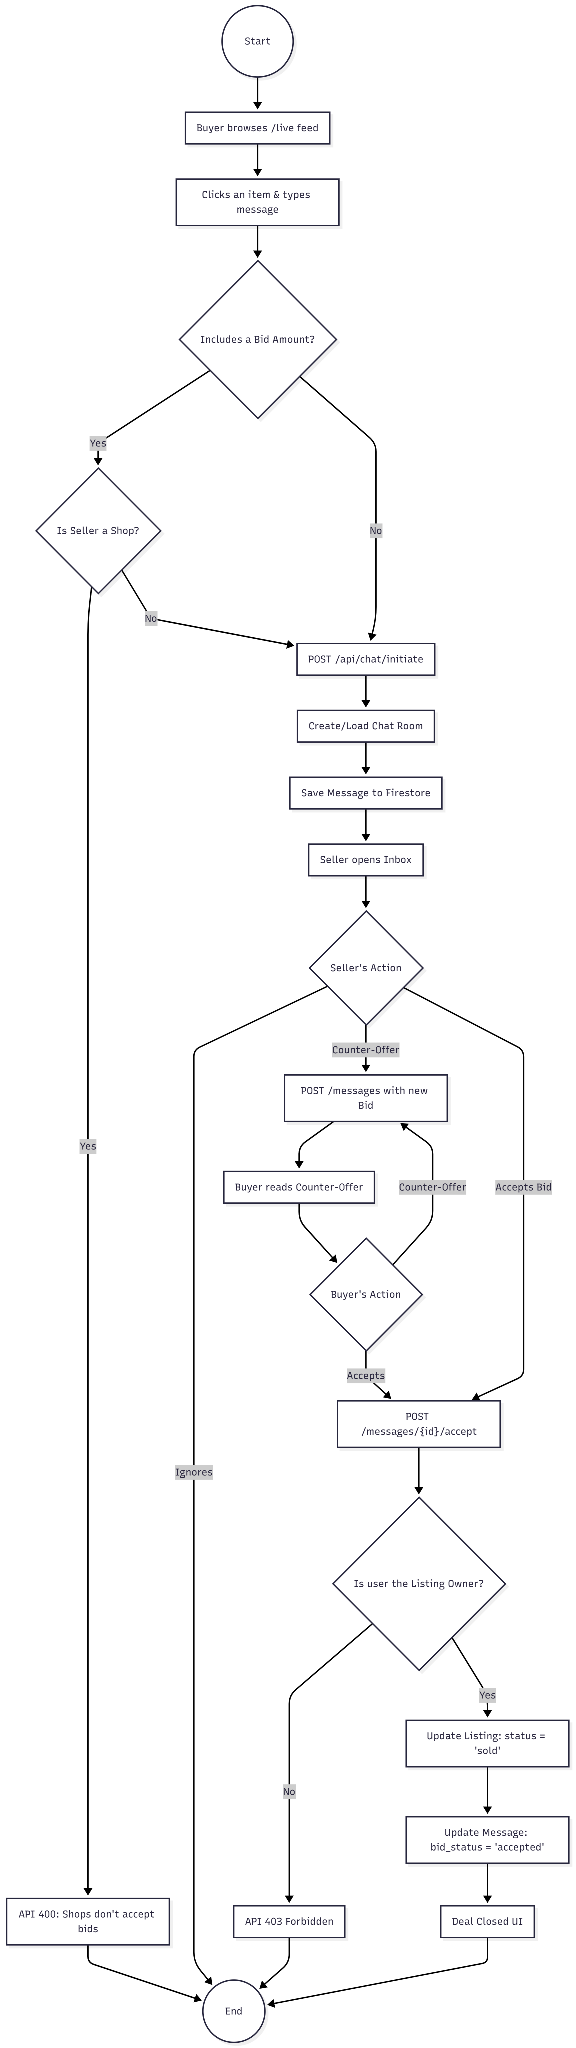 Start
Buyer browses /live feed
Clicks an item & types
message
Includes a Bid Amount?
Yes
Is Seller a Shop?
No
No
POST /api/chat/initiate
Create/Load Chat Room
Save Message to Firestore
Seller opens Inbox
Seller's Action
Counter-Offer
POST /messages with new
Bid
Yes
Buyer reads Counter-Offer
Counter-Offer
Accepts Bid
Buyer's Action
Accepts
POST
/messages/{id}/accept
Ignores
Is user the Listing Owner?
Yes
Update Listing: status =
'sold'
No
Update Message:
bid_status = 'accepted'
API 400: Shops don't accept
bids
API 403 Forbidden
Deal Closed UI
End